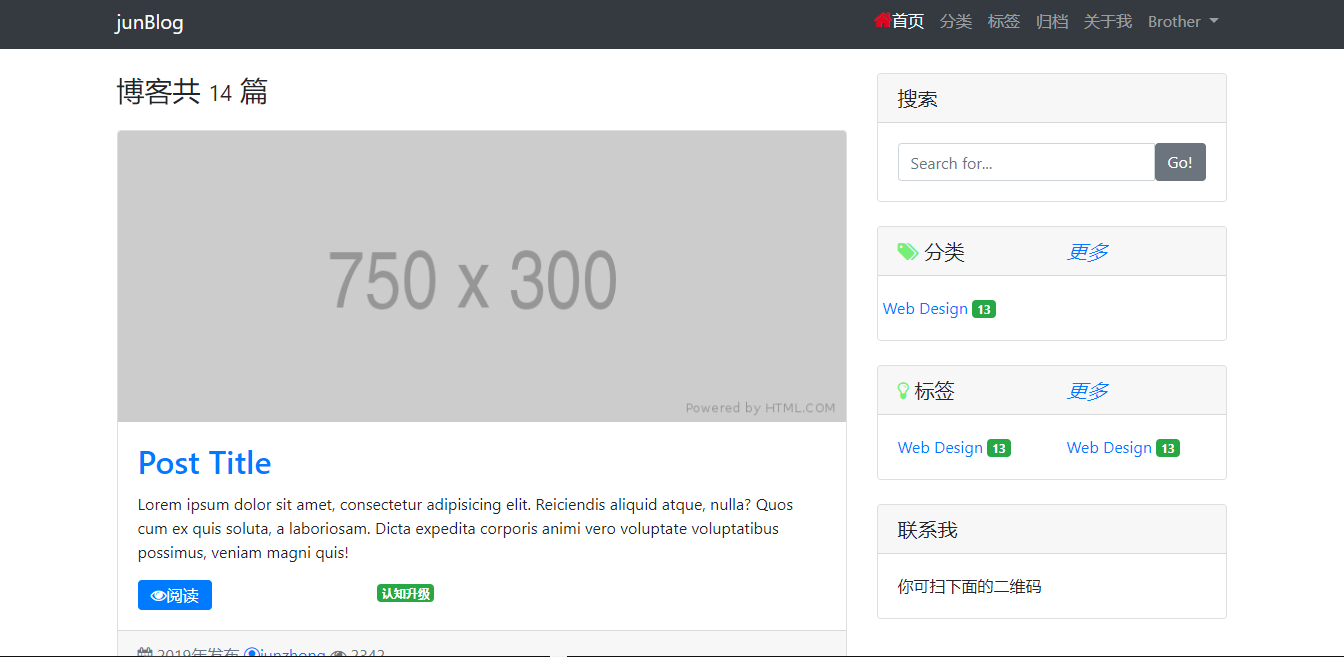 junBlog 首页 分类 标签 归档 关于我 Brother
博客共 14 篇
750 x 300
Powered by HTML.COM
Post Title
Lorem ipsum dolor sit amet, consectetur adipisicing elit. Reiciendis aliquid atque, nulla? Quos
cum ex quis soluta, a laboriosam. Dicta expedita corporis animi vero voluptate voluptatibus
possimus, veniam magni quis!
阅读 认知升级
2019年发布 junzhong 2342
搜索
Search for... Go!
分类 更多
Web Design 13
标签 更多
Web Design 13 Web Design 13
联系我
你可扫下面的二维码